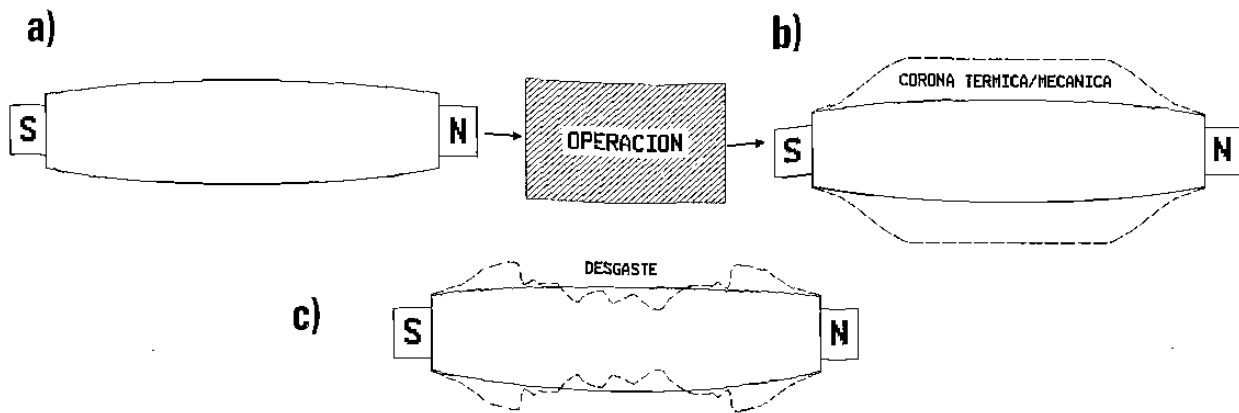 a)
S
N
OPERACION
b)
CORONA TERMICA/MECANICA
S
N
c)
DESGASTE
S
N